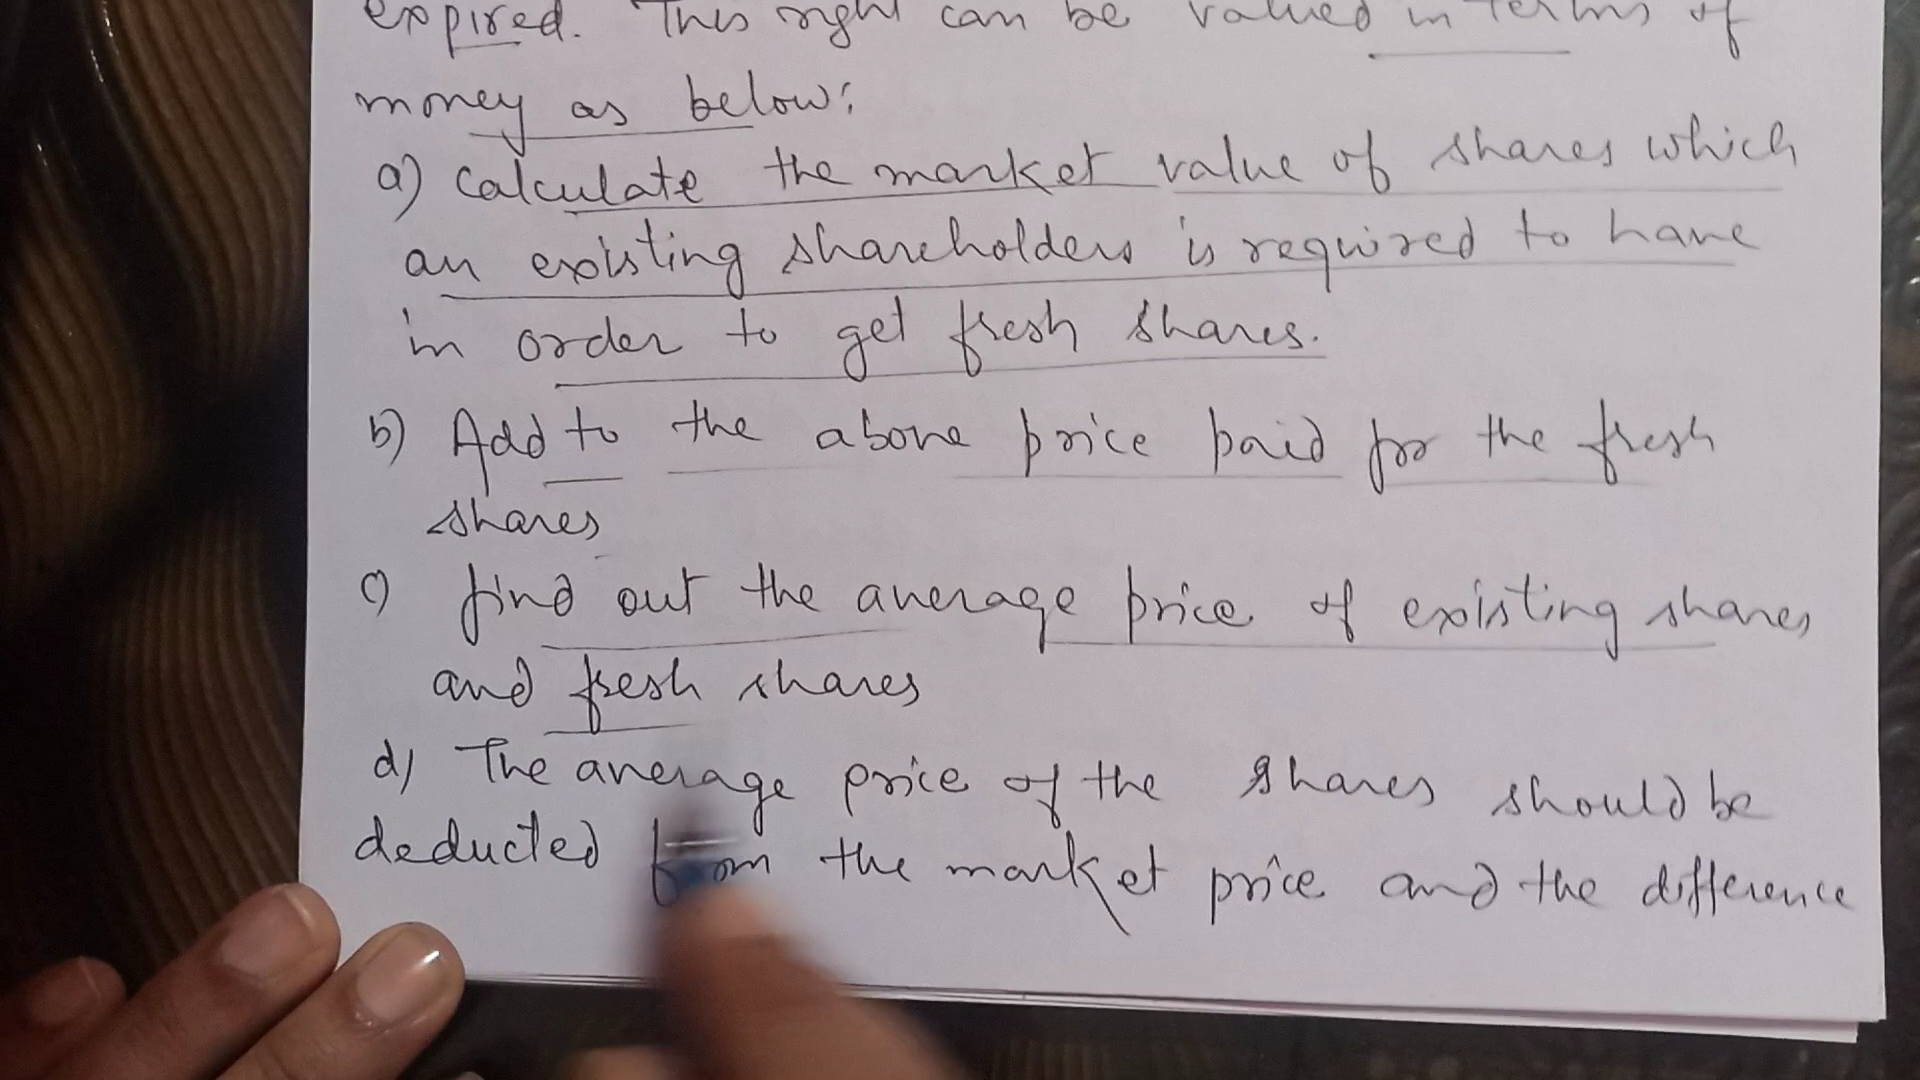 expired. This right can be valued in terms of
money as below:
a) Calculate the market value of shares which
an existing shareholders is required to have
in order to get fresh shares.
b) Add to the above price paid for the fresh
shares
c) find out the average price of existing shares
and fresh shares
d) The average price of the shares should be
deducted from the market price and the difference